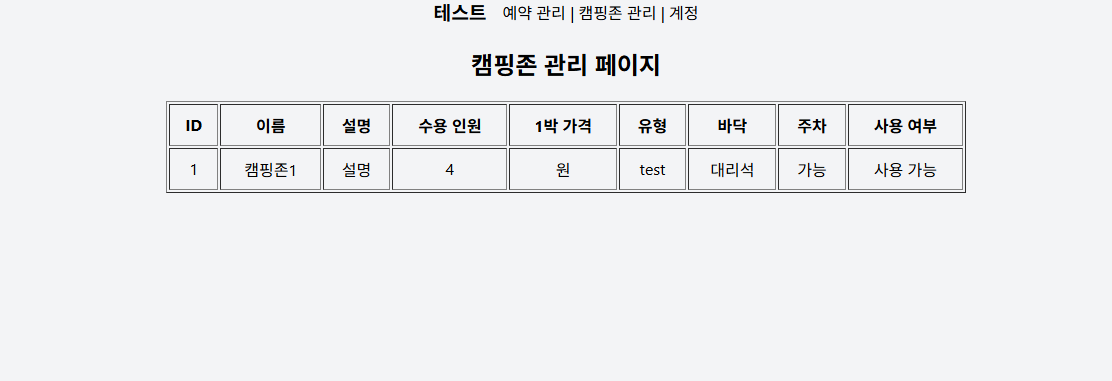 테스트 예약 관리 | 캠핑존 관리 | 계정
캠핑존 관리 페이지
ID 이름 설명 수용 인원 1박 가격 유형 바닥 주차 사용 여부
1 캠핑존1 설명 4 원 test 대리석 가능 사용 가능